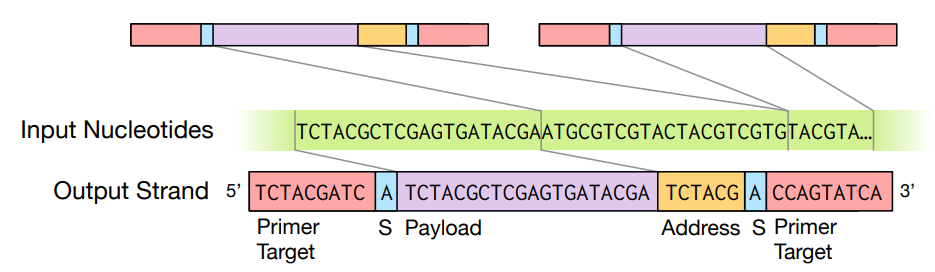 Input Nucleotides TCTACGCTCGAGTGATACGAATGCGTCGTACTACGTCGTGTACGTA...
Output Strand 5’ TCTACGATC A TCTACGCTCGAGTGATACGA TCTACG A CCAGTATCA 3’
Primer Target S Payload Address S Primer Target